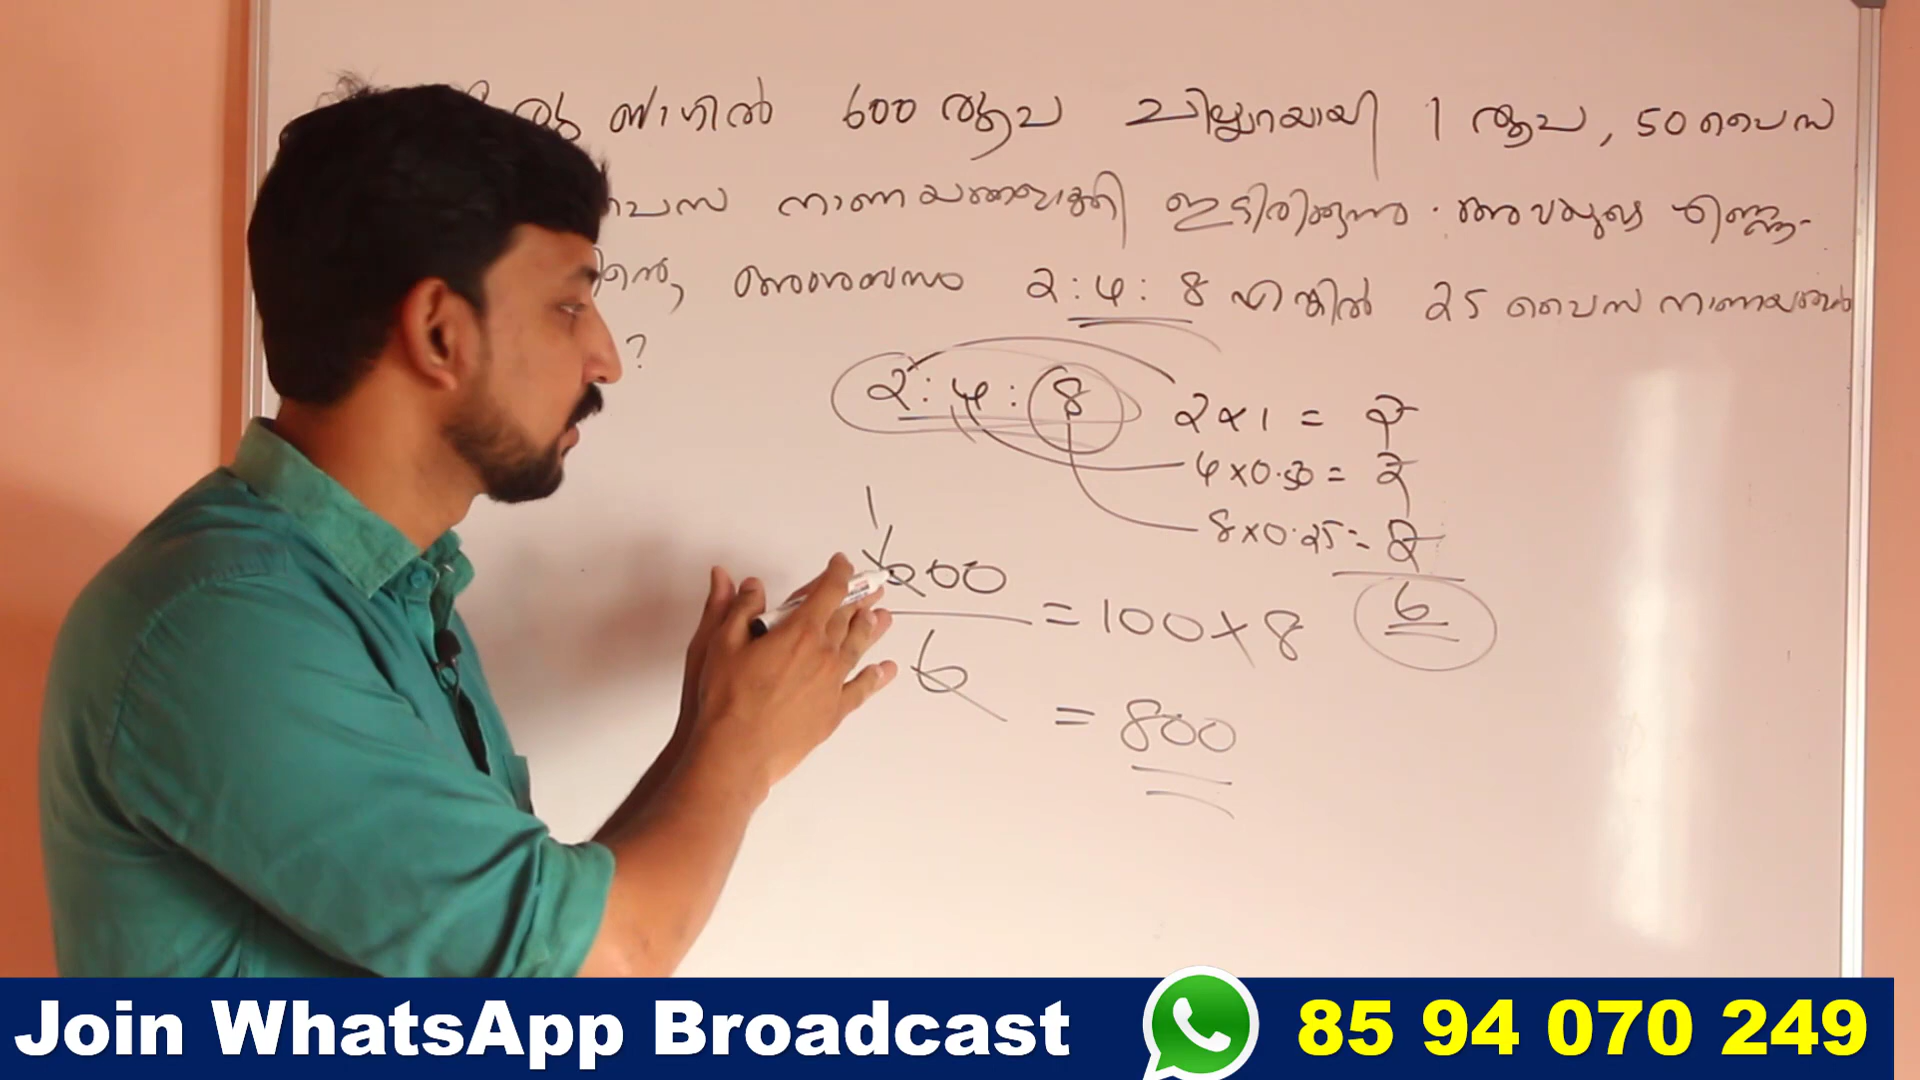 ബാഗിൽ 600 രൂപ ചില്ലറയായി 1 രൂപ, 50 പൈസ
പൈസ നാണയങ്ങളാക്കി ഇട്ടിരിക്കുന്നു. അവയുടെ എണ്ണ-
അംശബന്ധം 2:4:8 എങ്കിൽ 25 പൈസ നാണയങ്ങൾ
?
2:4:8
2×1 = 2
4×0.50 = 2
8×0.25 = 2
6
1
600
6
= 100×8
= 800
Join WhatsApp Broadcast 85 94 070 249